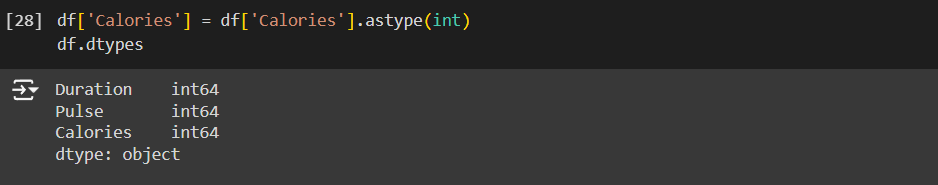 [28] df['Calories'] = df['Calories'].astype(int)
df.dtypes
Duration    int64
Pulse       int64
Calories    int64
dtype: object